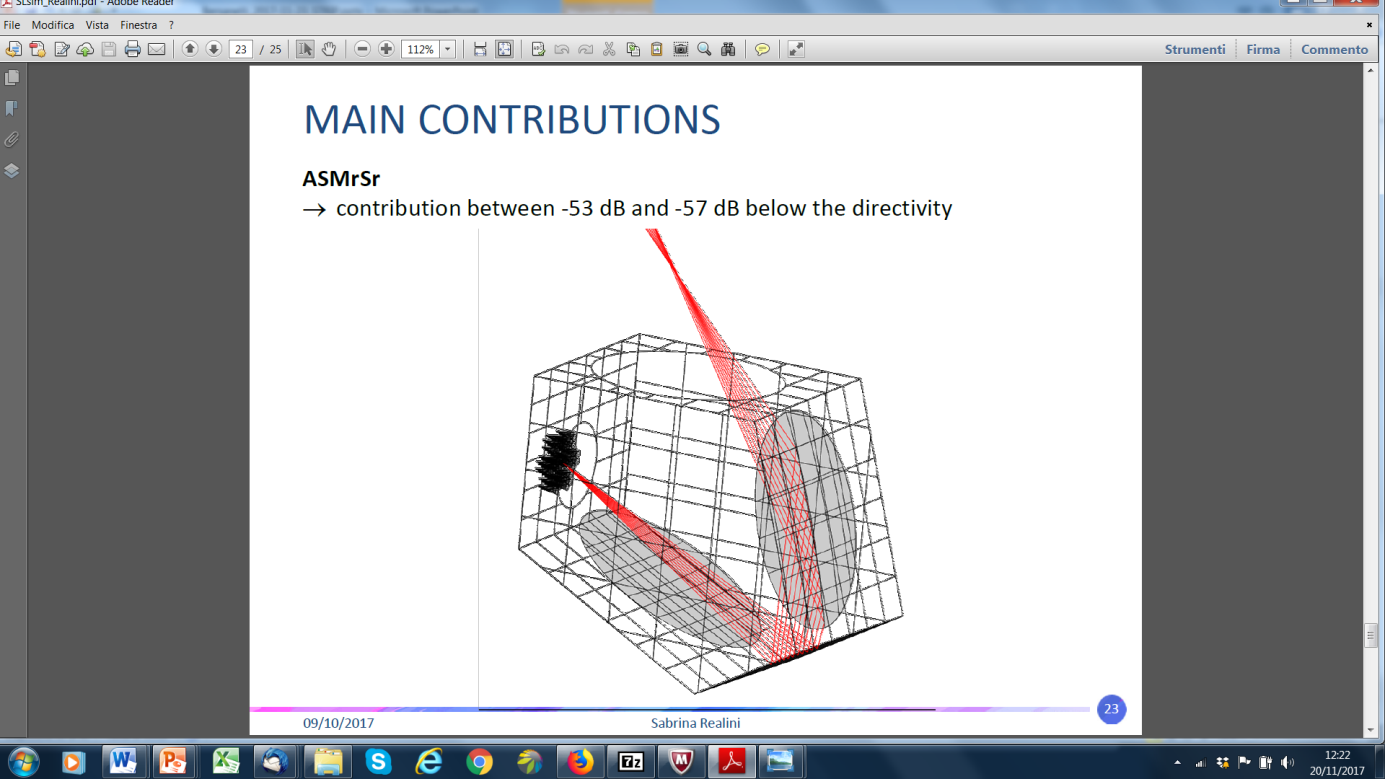 SLsim_Realini.pdf - Adobe Reader
File Modifica Vista Finestra ?
23 / 25 112% Strumenti Firma Commento
MAIN CONTRIBUTIONS
ASMrSr
→ contribution between -53 dB and -57 dB below the directivity
09/10/2017 Sabrina Realini 23
12:22
20/11/2017